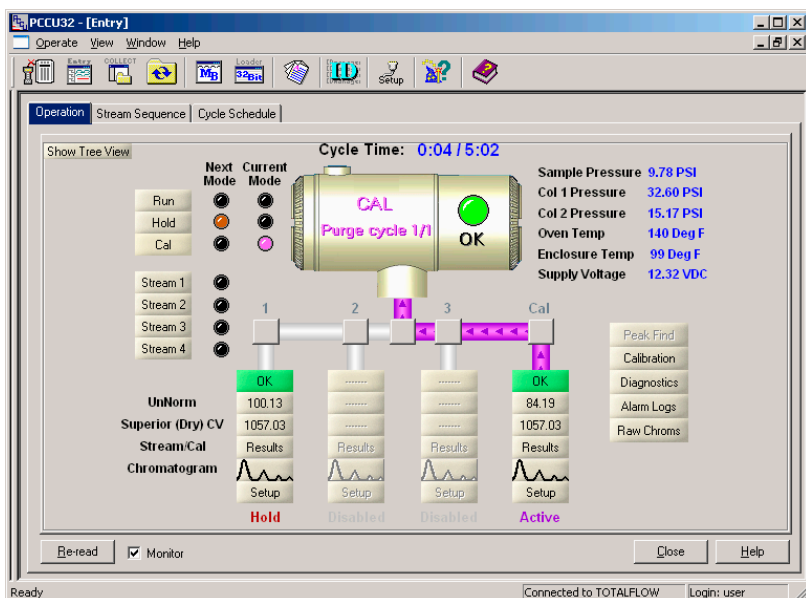 PCCU32 - [Entry]
Operate View Window Help
Entry COLLECT Loader
MB 32Bit Setup
Operation Stream Sequence Cycle Schedule
Show Tree View
Cycle Time: 0:04 / 5:02
Next Mode
Current Mode
Run
Hold
Cal
CAL
Purge cycle 1/1
OK
Sample Pressure 9.78 PSI
Col 1 Pressure 32.60 PSI
Col 2 Pressure 15.17 PSI
Oven Temp 140 Deg F
Enclosure Temp 99 Deg F
Supply Voltage 12.32 VDC
Stream 1
Stream 2
Stream 3
Stream 4
1 2 3 Cal
Peak Find
Calibration
Diagnostics
Alarm Logs
Raw Chroms
OK ------- ------- OK
UnNorm 100.13 ------- ------- 84.19
Superior (Dry) CV 1057.03 ------- ------- 1057.03
Stream/Cal Results Results Results Results
Chromatogram
Setup Setup Setup Setup
Hold Disabled Disabled Active
Re-read Monitor Close Help
Ready Connected to TOTALFLOW Login: user